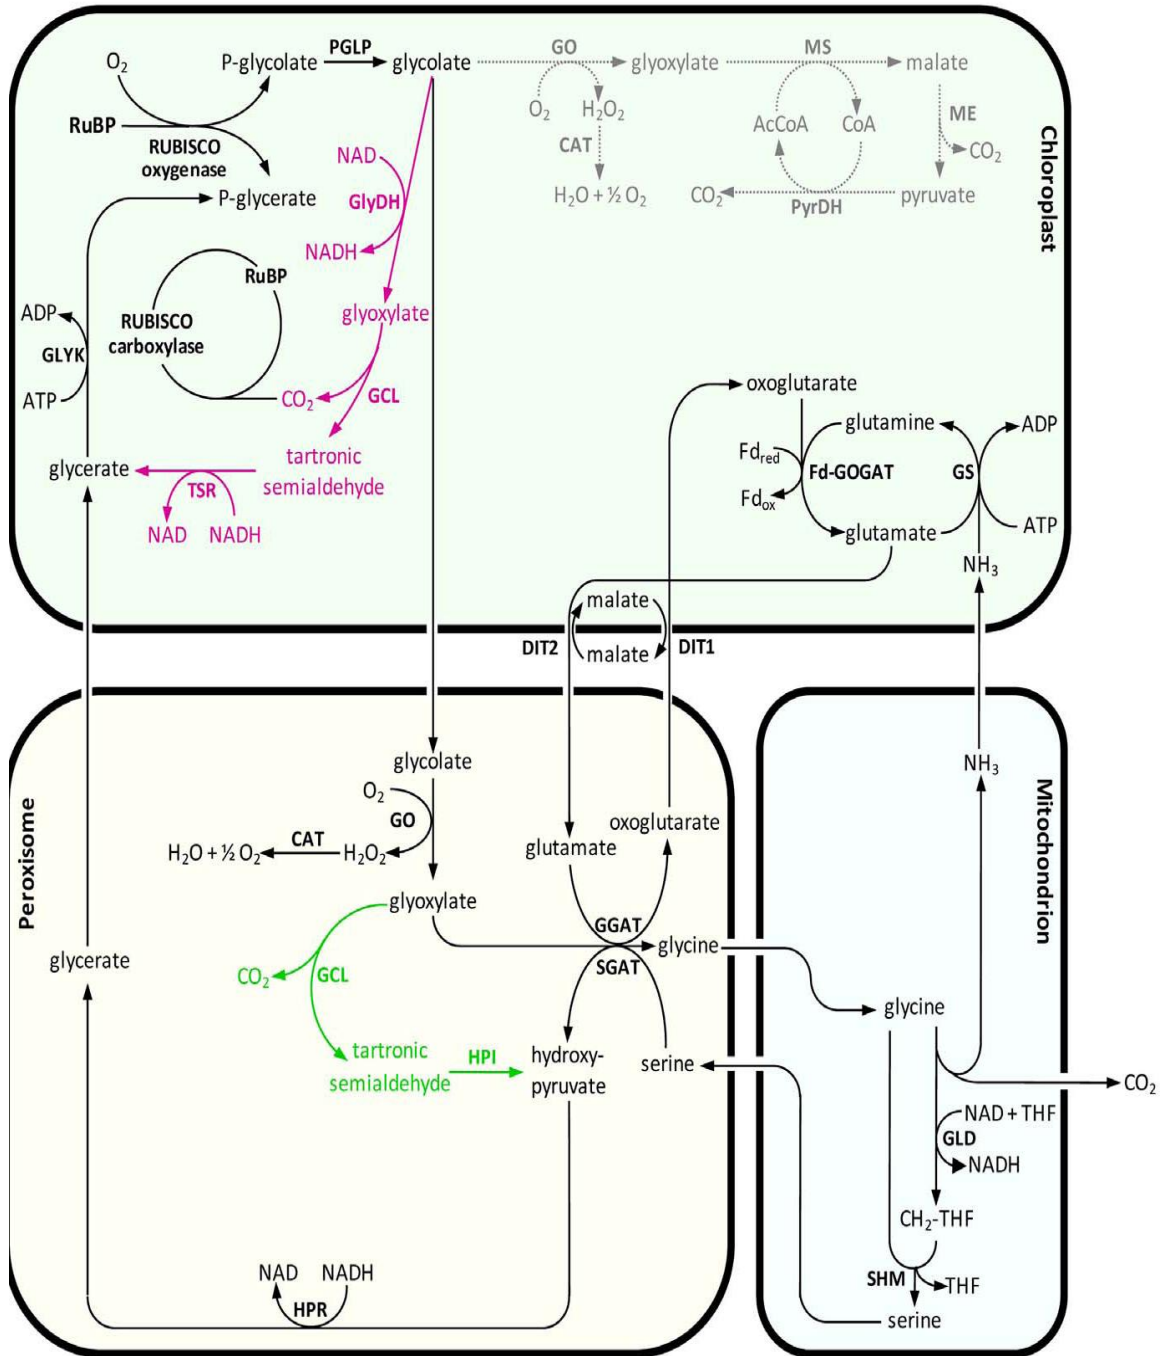 O₂
P-glycolate
PGLP
glycolate
GO
glyoxylate
MS
malate
RuBP
RUBISCO
oxygenase
O₂
H₂O₂
AcCoA
CoA
ME
CO₂
CAT
NAD
GlyDH
NADH
P-glycerate
H₂O + ½ O₂
CO₂
PyrDH
pyruvate
Chloroplast
RuBP
RUBISCO
carboxylase
ADP
GLYK
ATP
glyoxylate
CO₂
GCL
tartronic
semialdehyde
glycerate
TSR
NAD
NADH
oxoglutarate
glutamine
ADP
Fd_red
Fd-GOGAT
GS
Fd_ox
glutamate
ATP
NH₃
malate
DIT2
malate
DIT1
Peroxisome
glycolate
O₂
GO
CAT
H₂O + ½ O₂
H₂O₂
glyoxylate
glutamate
oxoglutarate
GGAT
SGAT
glycine
glycerate
CO₂
GCL
tartronic
semialdehyde
HPI
hydroxy-
pyruvate
serine
NAD
NADH
HPR
Mitochondrion
NH₃
glycine
CO₂
NAD + THF
GLD
NADH
CH₂-THF
SHM
THF
serine